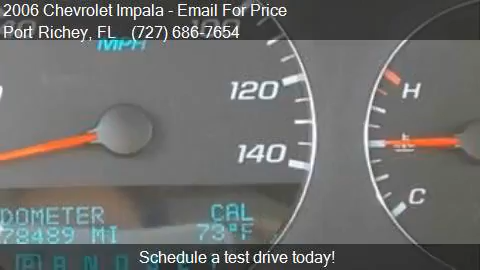 2006 Chevrolet Impala - Email For Price
Port Richey, FL (727) 686-7654
MPH
120
140
H
C
DOMETER CAL
78489 MI 73°F
Schedule a test drive today!